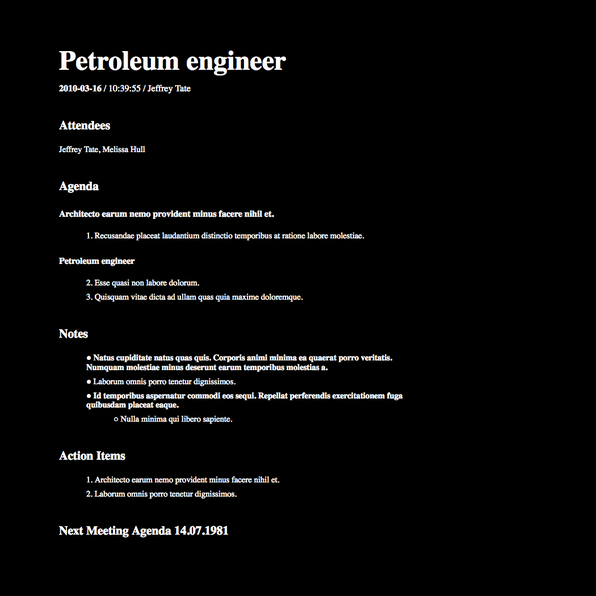 Petroleum engineer
2010-03-16 / 10:39:55 / Jeffrey Tate
Attendees
Jeffrey Tate, Melissa Hull
Agenda
Architecto earum nemo provident minus facere nihil et.
1. Recusandae placeat laudantium distinctio temporibus at ratione labore molestiae.
Petroleum engineer
2. Esse quasi non labore dolorum.
3. Quisquam vitae dicta ad ullam quas quia maxime doloremque.
Notes
● Natus cupiditate natus quas quis. Corporis animi minima ea quaerat porro veritatis.
Numquam molestiae minus deserunt earum temporibus molestias a.
● Laborum omnis porro tenetur dignissimos.
● Id temporibus aspernatur commodi eos sequi. Repellat perferendis exercitationem fuga
quibusdam placeat eaque.
○ Nulla minima qui libero sapiente.
Action Items
1. Architecto earum nemo provident minus facere nihil et.
2. Laborum omnis porro tenetur dignissimos.
Next Meeting Agenda 14.07.1981